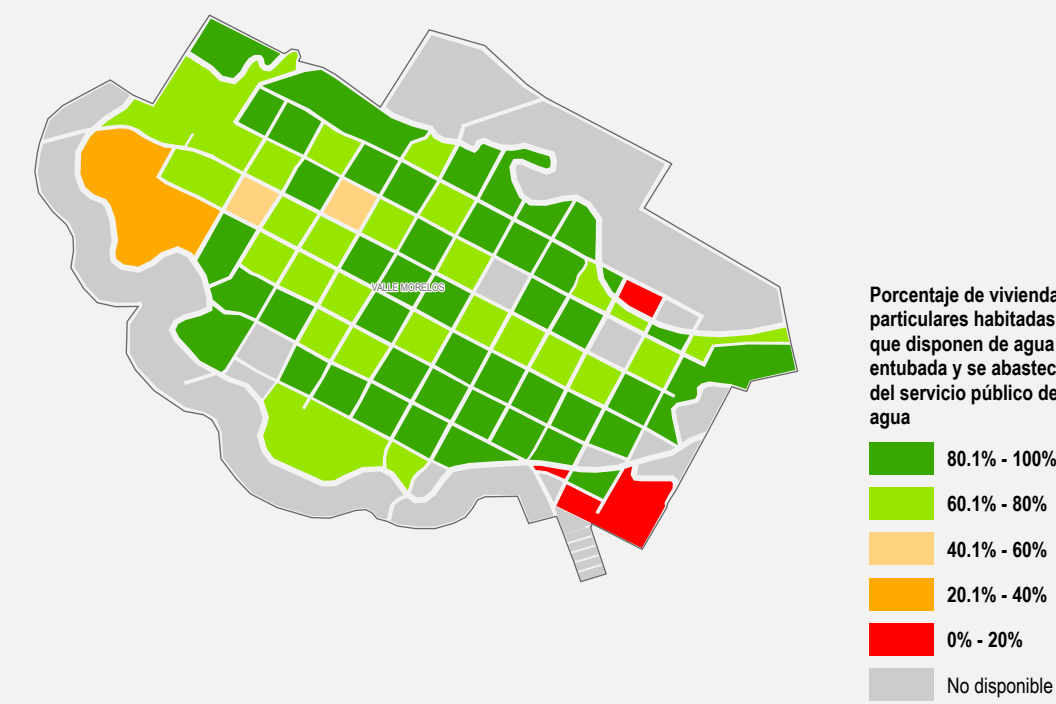 VALLE MORELOS
Porcentaje de vivienda
particulares habitadas
que disponen de agua
entubada y se abastec
del servicio público de
agua
80.1% - 100%
60.1% - 80%
40.1% - 60%
20.1% - 40%
0% - 20%
No disponible